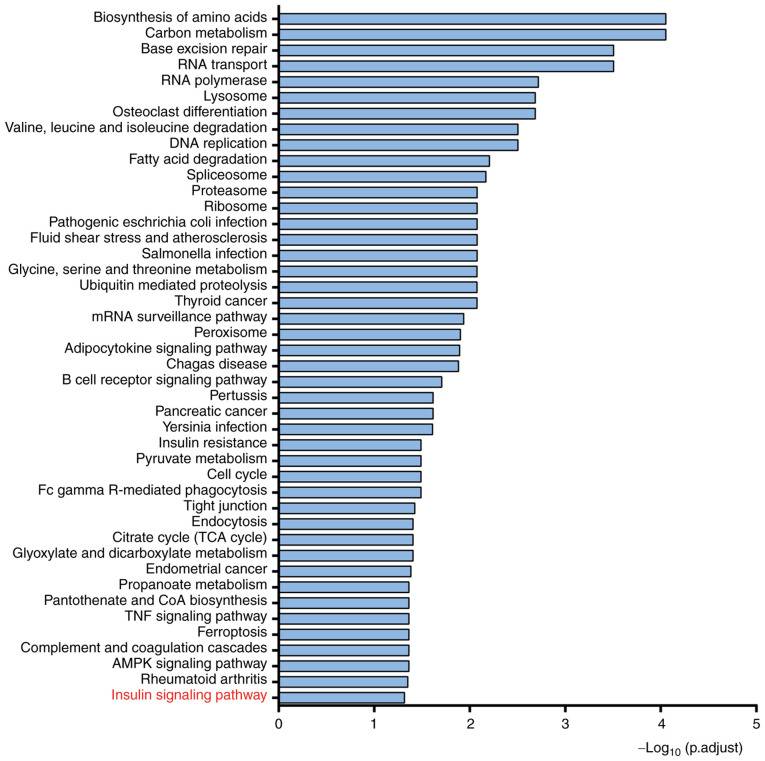 Biosynthesis of amino acids
Carbon metabolism
Base excision repair
RNA transport
RNA polymerase
Lysosome
Osteoclast differentiation
Valine, leucine and isoleucine degradation
DNA replication
Fatty acid degradation
Spliceosome
Proteasome
Ribosome
Pathogenic eschrichia coli infection
Fluid shear stress and atherosclerosis
Salmonella infection
Glycine, serine and threonine metabolism
Ubiquitin mediated proteolysis
Thyroid cancer
mRNA surveillance pathway
Peroxisome
Adipocytokine signaling pathway
Chagas disease
B cell receptor signaling pathway
Pertussis
Pancreatic cancer
Yersinia infection
Insulin resistance
Pyruvate metabolism
Cell cycle
Fc gamma R-mediated phagocytosis
Tight junction
Endocytosis
Citrate cycle (TCA cycle)
Glyoxylate and dicarboxylate metabolism
Endometrial cancer
Propanoate metabolism
Pantothenate and CoA biosynthesis
TNF signaling pathway
Ferroptosis
Complement and coagulation cascades
AMPK signaling pathway
Rheumatoid arthritis
Insulin signaling pathway
0 1 2 3 4 5
−Log₁₀ (p.adjust)